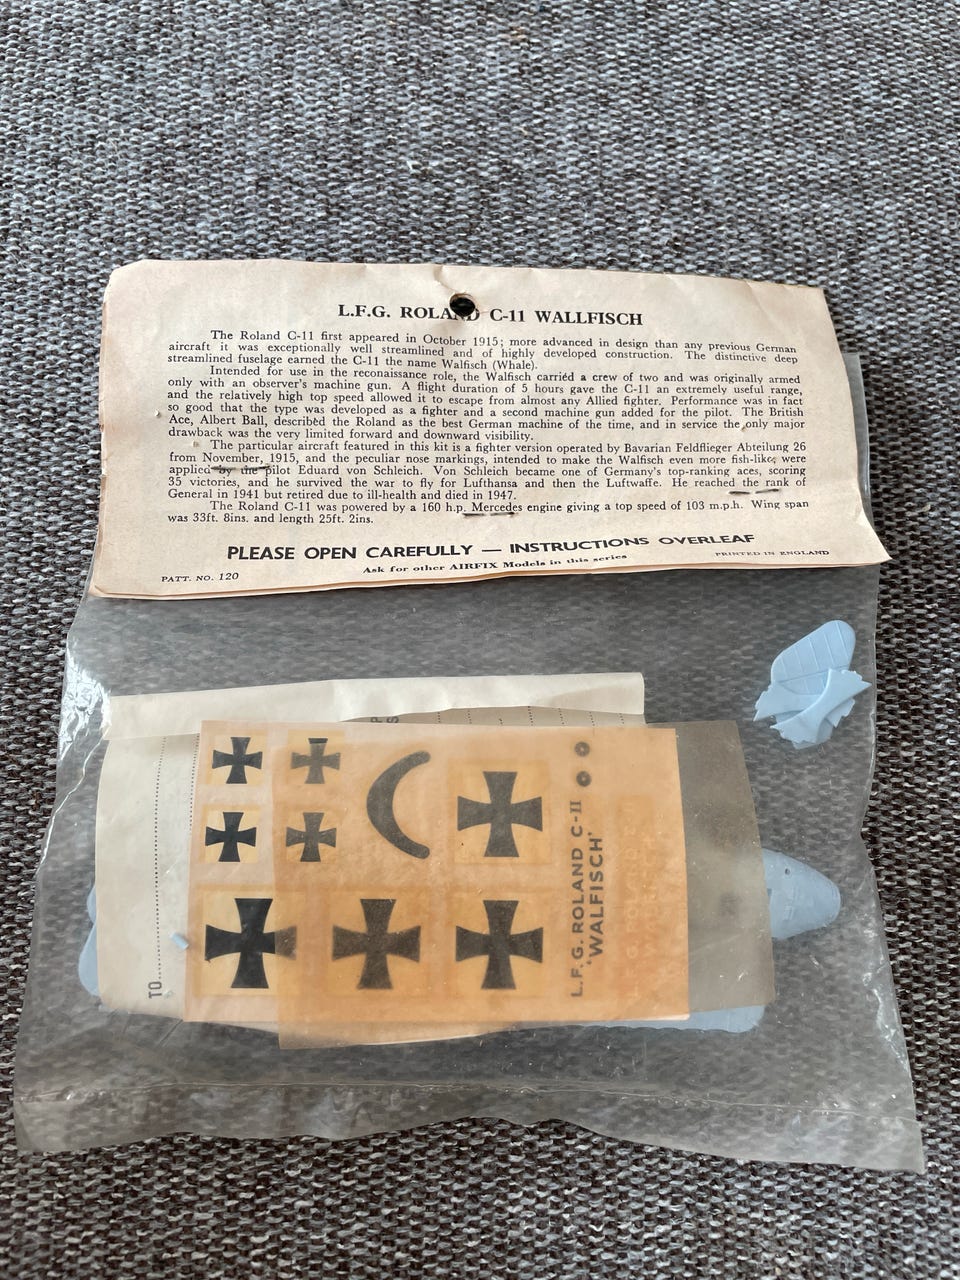 L.F.G. ROLAND C-11 WALLFISCH
The Roland C-11 first appeared in October 1915; more advanced in design than any previous German
aircraft it was exceptionally well streamlined and of highly developed construction. The distinctive deep
streamlined fuselage earned the C-11 the name Walfisch (Whale).
Intended for use in the reconaissance role, the Walfisch carried a crew of two and was originally armed
only with an observer's machine gun. A flight duration of 5 hours gave the C-11 an extremely useful range,
and the relatively high top speed allowed it to escape from almost any Allied fighter. Performance was in fact
so good that the type was developed as a fighter and a second machine gun added for the pilot. The British
Ace, Albert Ball, described the Roland as the best German machine of the time, and in service the only major
drawback was the very limited forward and downward visibility.
The particular aircraft featured in this kit is a fighter version operated by Bavarian Feldflieger Abteilung 26
from November, 1915, and the peculiar nose markings, intended to make the Walfisch even more fish-like were
applied by the pilot Eduard von Schleich. Von Schleich became one of Germany's top-ranking aces, scoring
35 victories, and he survived the war to fly for Lufthansa and then the Luftwaffe. He reached the rank of
General in 1941 but retired due to ill-health and died in 1947.
The Roland C-11 was powered by a 160 h.p. Mercedes engine giving a top speed of 103 m.p.h. Wing span
was 33ft. 8ins. and length 25ft. 2ins.
PLEASE OPEN CAREFULLY — INSTRUCTIONS OVERLEAF
PATT. NO. 120
Ask for other AIRFIX Models in this series
PRINTED IN ENGLAND
TO
L.F.G. ROLAND C-II
'WALFISCH'